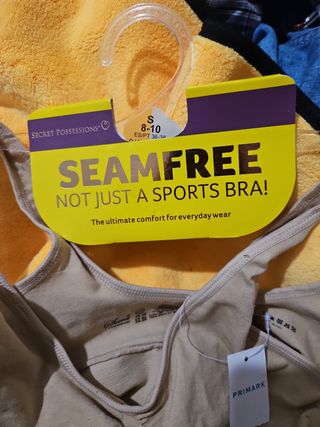 S
8-10
SECRET POSSESSIONS
SEAMFREE
NOT JUST A SPORTS BRA!
The ultimate comfort for everyday wear
PRIMARK